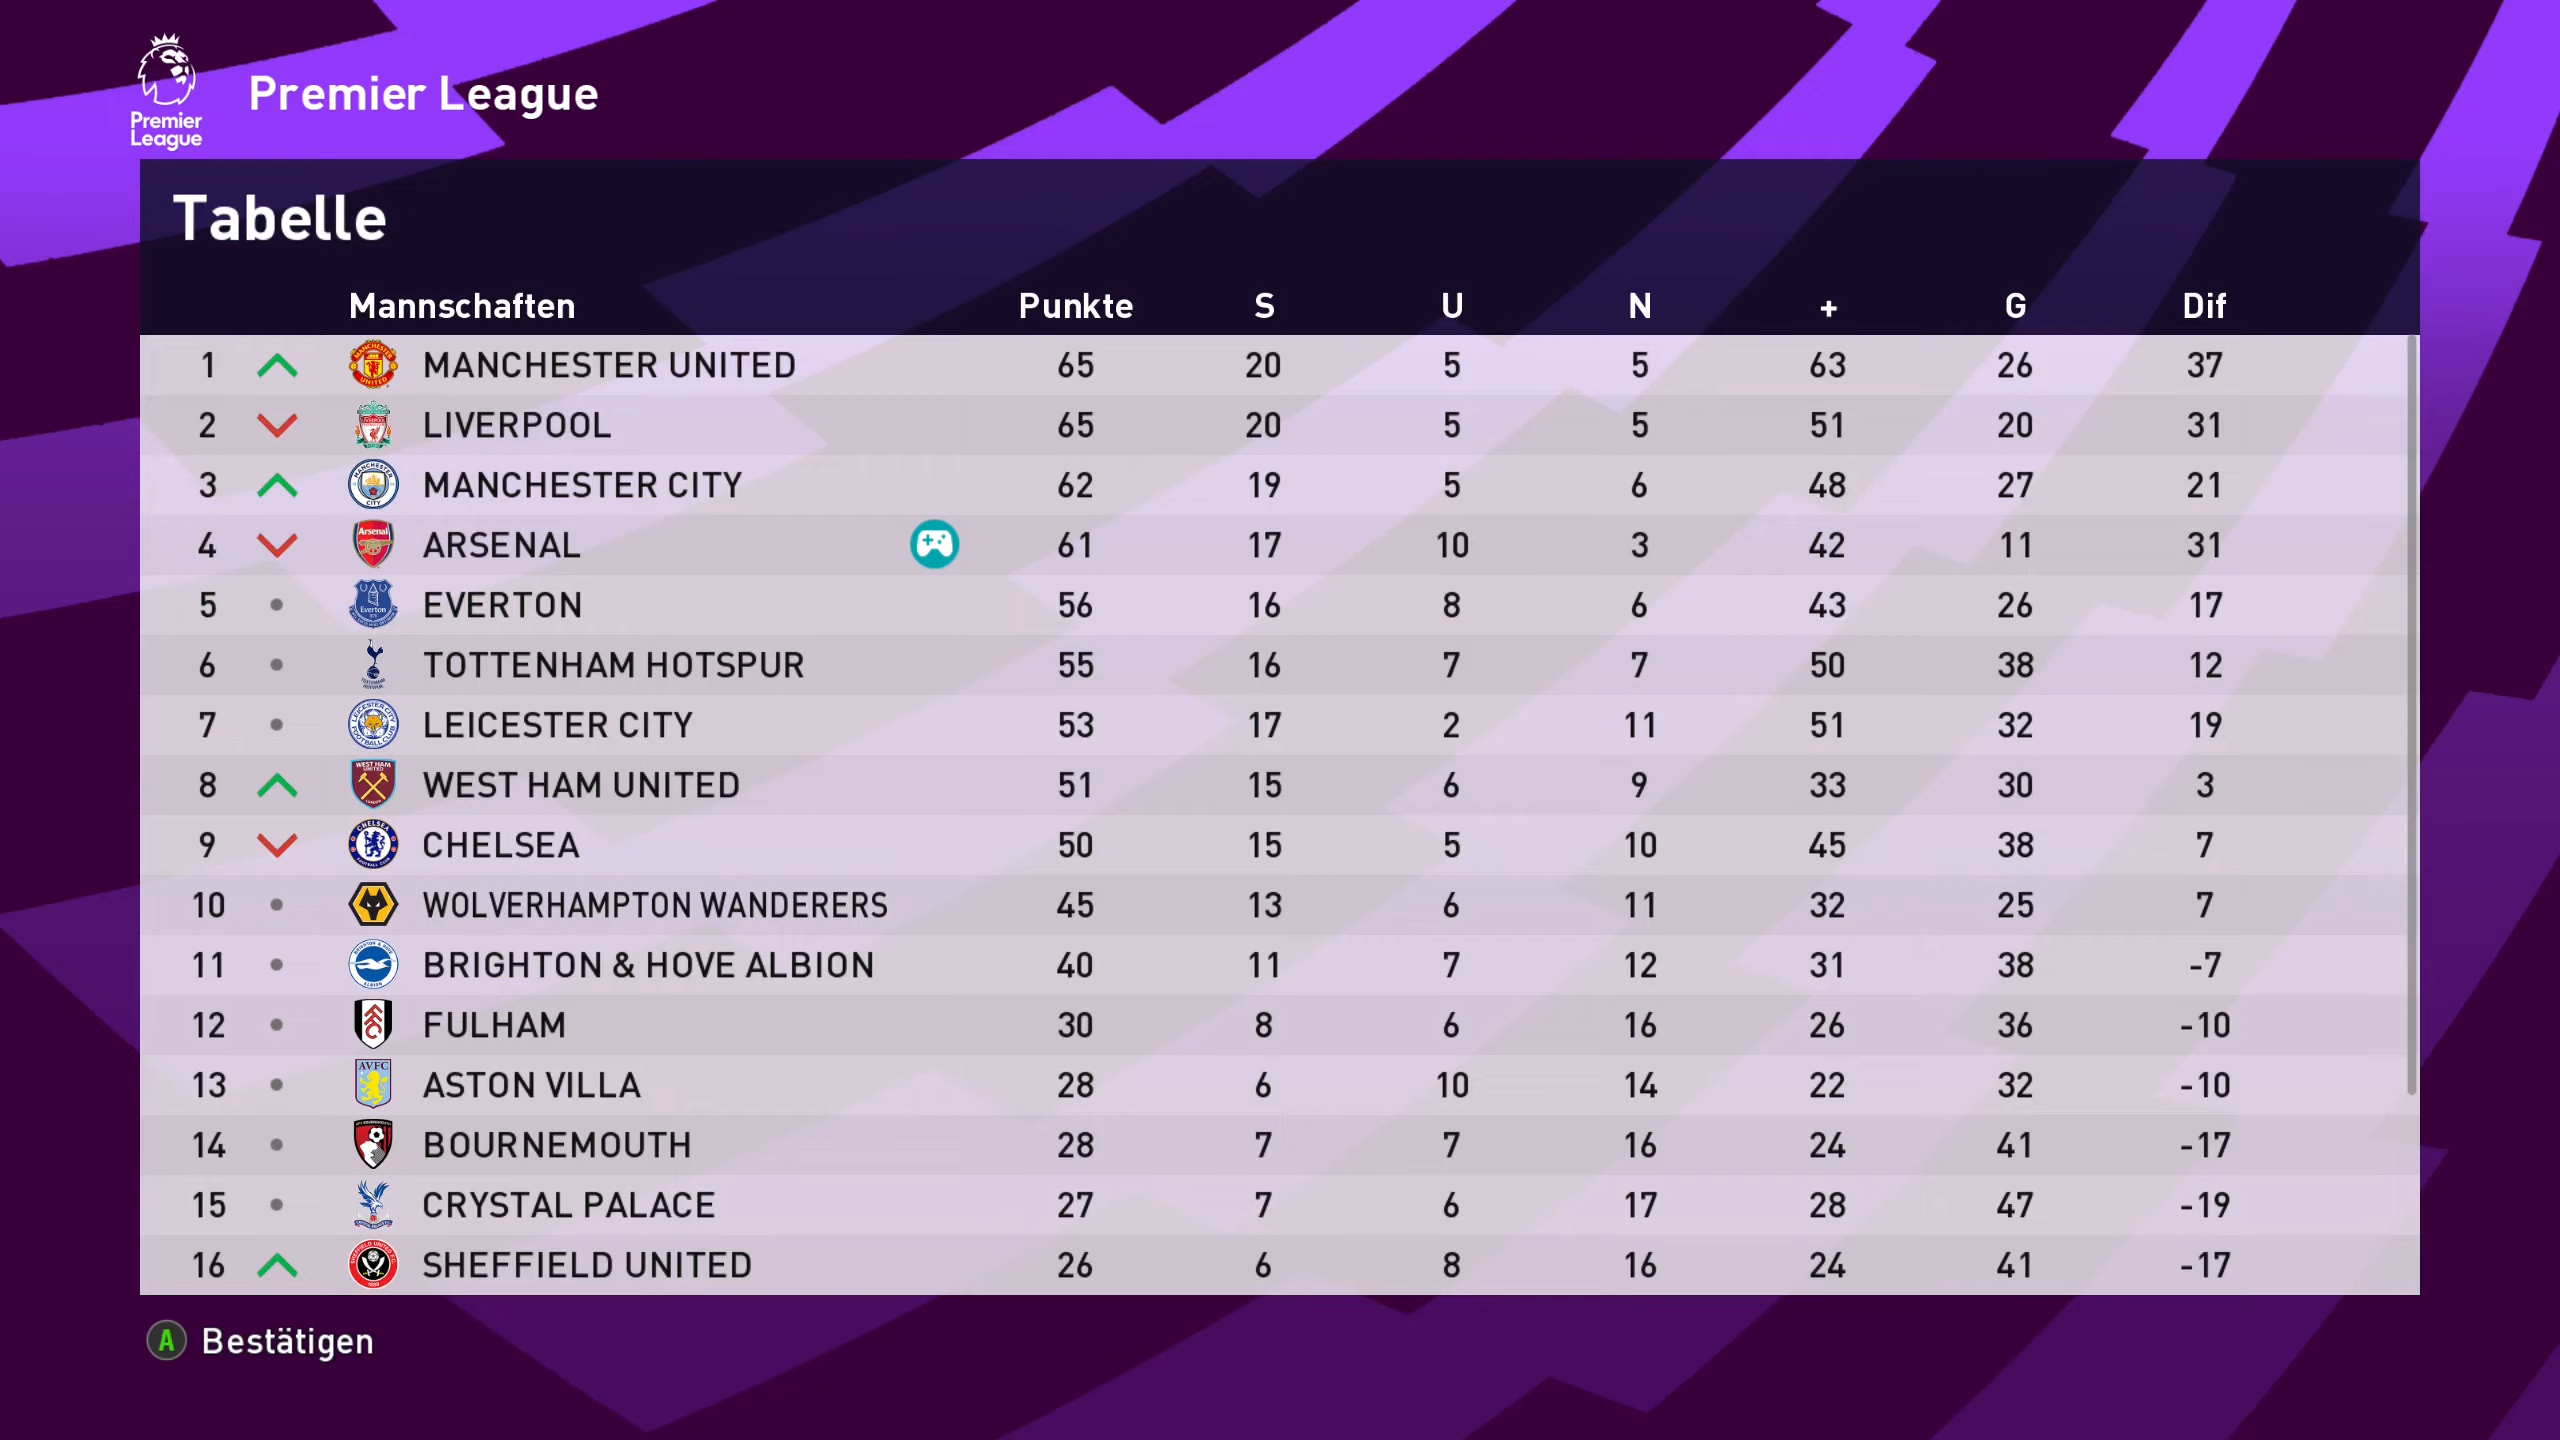 Premier League
Premier
League
Tabelle
Mannschaften Punkte S U N + G Dif
1 MANCHESTER UNITED 65 20 5 5 63 26 37
2 LIVERPOOL 65 20 5 5 51 20 31
3 MANCHESTER CITY 62 19 5 6 48 27 21
4 ARSENAL 61 17 10 3 42 11 31
5 EVERTON 56 16 8 6 43 26 17
6 TOTTENHAM HOTSPUR 55 16 7 7 50 38 12
7 LEICESTER CITY 53 17 2 11 51 32 19
8 WEST HAM UNITED 51 15 6 9 33 30 3
9 CHELSEA 50 15 5 10 45 38 7
10 WOLVERHAMPTON WANDERERS 45 13 6 11 32 25 7
11 BRIGHTON & HOVE ALBION 40 11 7 12 31 38 -7
12 FULHAM 30 8 6 16 26 36 -10
13 ASTON VILLA 28 6 10 14 22 32 -10
14 BOURNEMOUTH 28 7 7 16 24 41 -17
15 CRYSTAL PALACE 27 7 6 17 28 47 -19
16 SHEFFIELD UNITED 26 6 8 16 24 41 -17
A Bestätigen